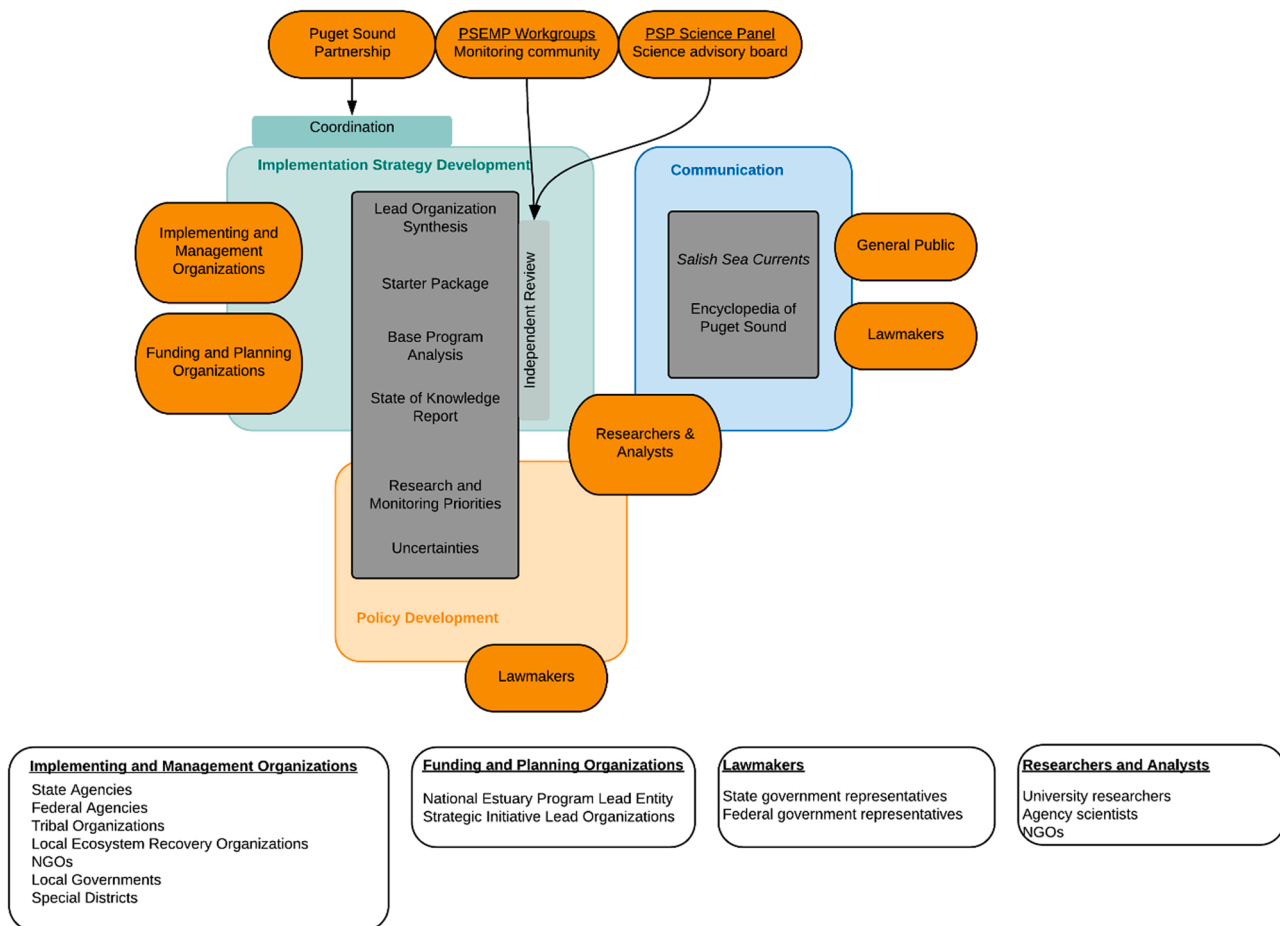 Puget Sound
Partnership
PSEMP Workgroups
Monitoring community
PSP Science Panel
Science advisory board
Coordination
Implementation Strategy Development
Communication
Implementing and
Management
Organizations
Funding and Planning
Organizations
Lead Organization
Synthesis
Starter Package
Base Program
Analysis
State of Knowledge
Report
Research and
Monitoring Priorities
Uncertainties
Independent Review
Salish Sea Currents
Encyclopedia of
Puget Sound
General Public
Lawmakers
Researchers &
Analysts
Policy Development
Lawmakers
Implementing and Management Organizations
State Agencies
Federal Agencies
Tribal Organizations
Local Ecosystem Recovery Organizations
NGOs
Local Governments
Special Districts
Funding and Planning Organizations
National Estuary Program Lead Entity
Strategic Initiative Lead Organizations
Lawmakers
State government representatives
Federal government representatives
Researchers and Analysts
University researchers
Agency scientists
NGOs